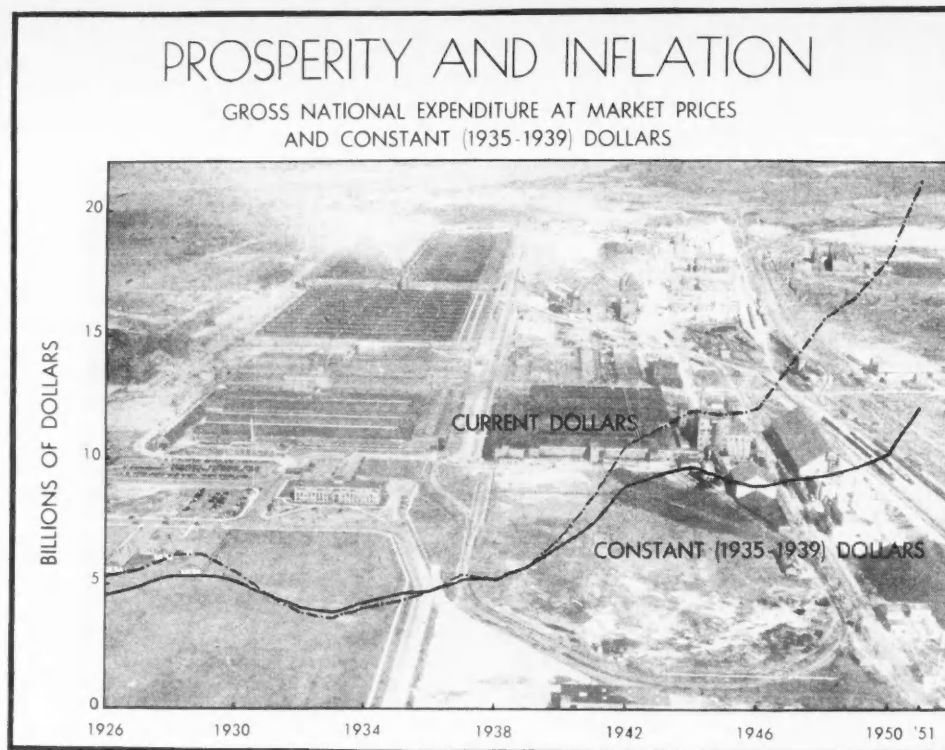 PROSPERITY AND INFLATION
GROSS NATIONAL EXPENDITURE AT MARKET PRICES
AND CONSTANT (1935-1939) DOLLARS
BILLIONS OF DOLLARS
20
15
10
5
0
CURRENT DOLLARS
CONSTANT (1935-1939) DOLLARS
1926 1930 1934 1938 1942 1946 1950 '51